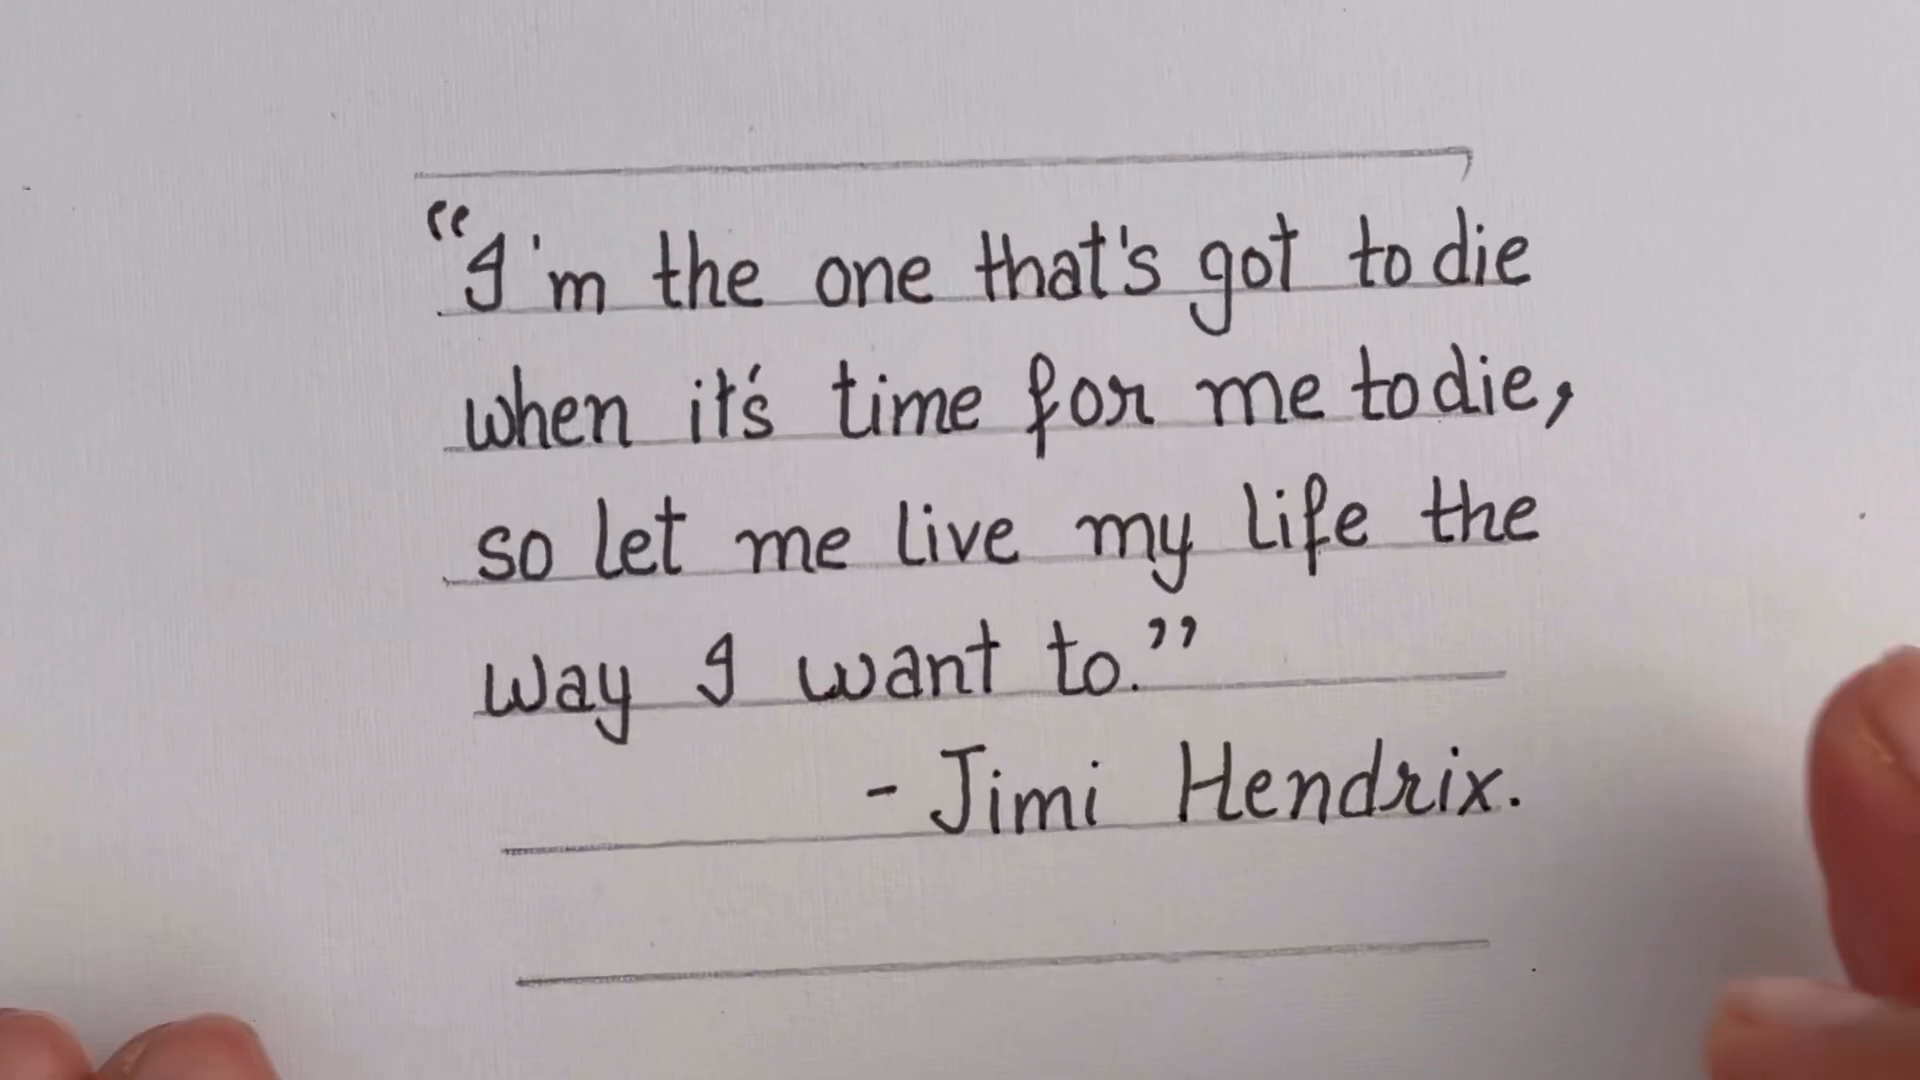 “I'm the one that's got to die
when it's time for me to die,
so let me live my life the
way I want to.”
- Jimi Hendrix.